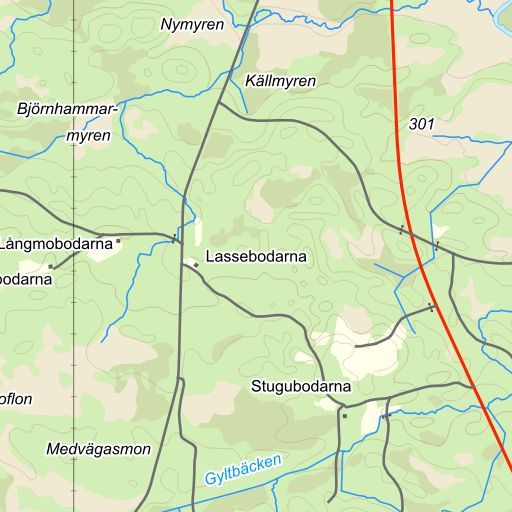 Nymyren
Källmyren
Björnhammar-
myren
301
Långmobodarna
Lassebodarna
bodarna
Stugubodarna
oflon
Medvägasmon
Gyltbäcken